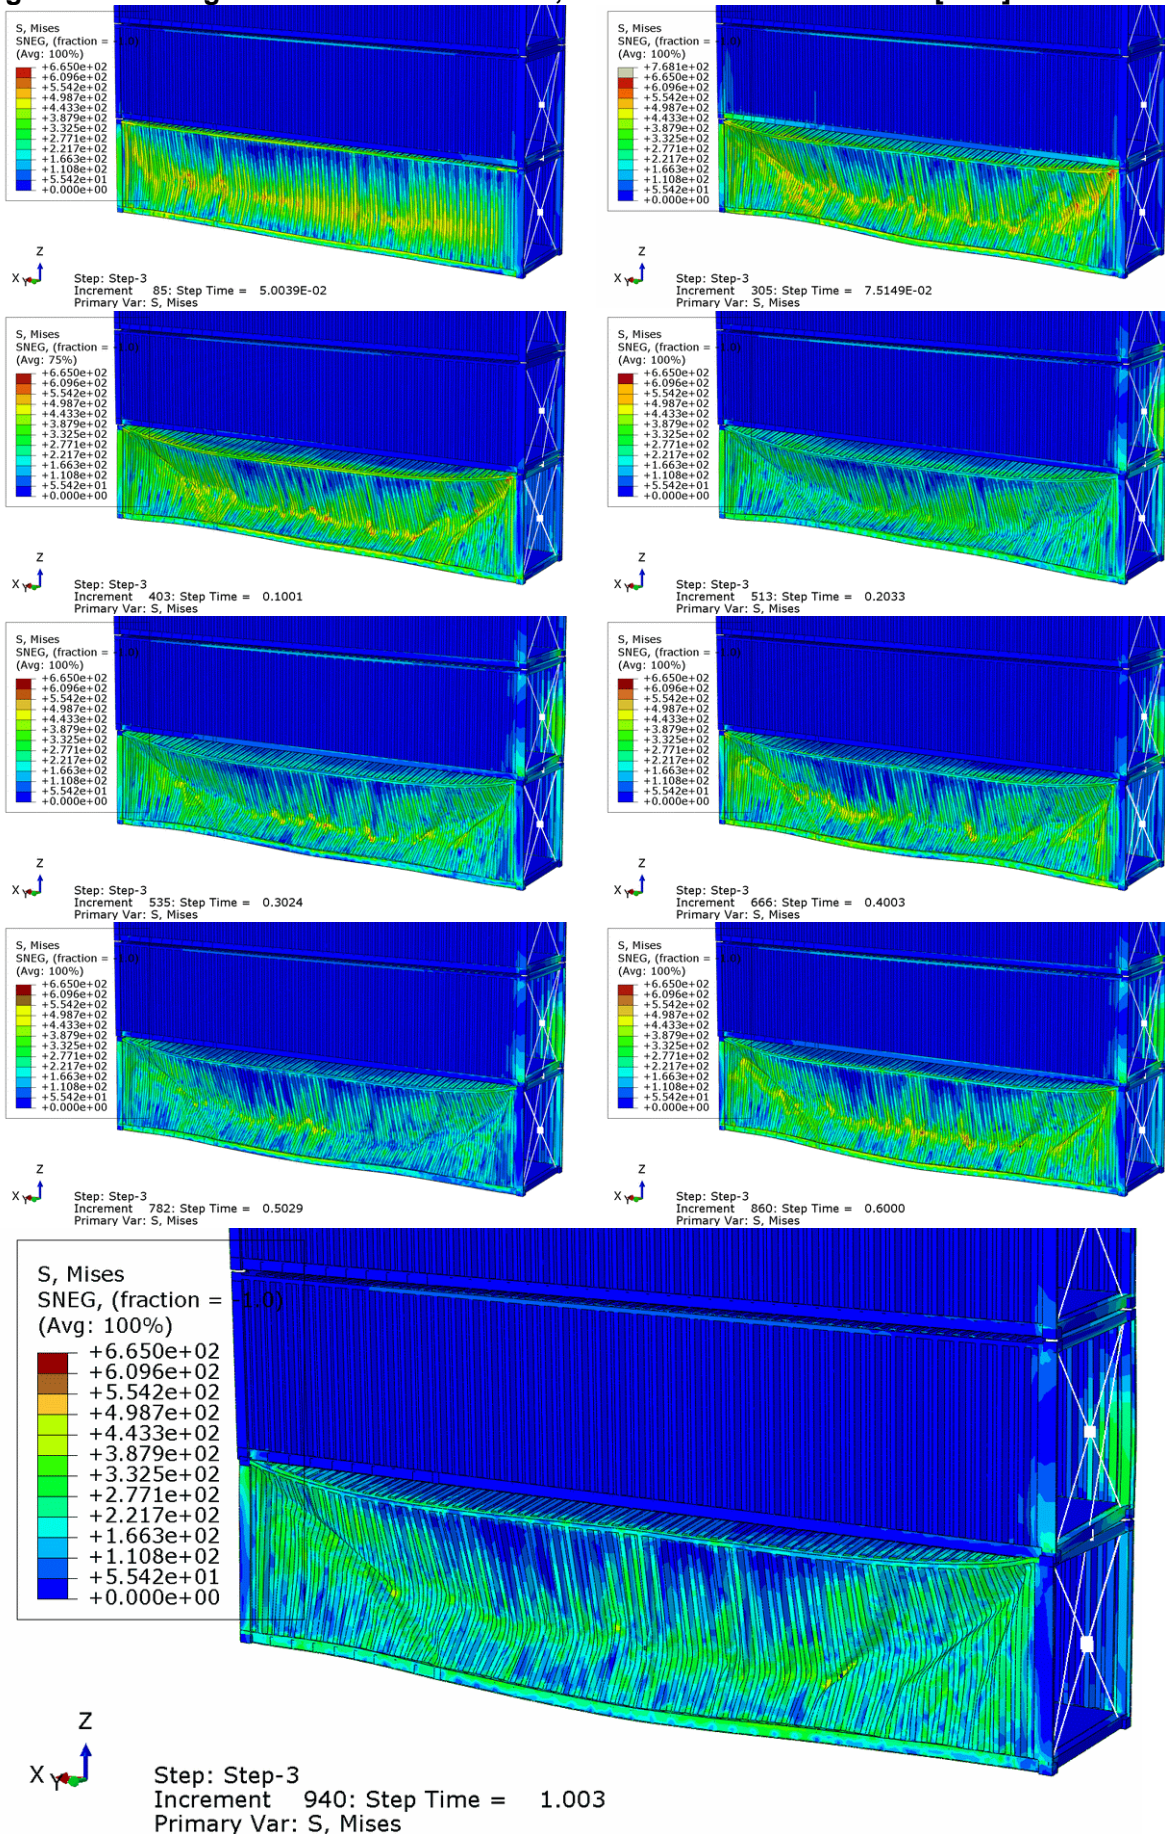 S, Mises
SNEG, (fraction = -1.0)
(Avg: 100%)
+6.650e+02
+6.096e+02
+5.542e+02
+4.987e+02
+4.433e+02
+3.879e+02
+3.325e+02
+2.771e+02
+2.217e+02
+1.663e+02
+1.108e+02
+5.542e+01
+0.000e+00
Z
X Y
Step: Step-3
Increment 85: Step Time = 5.0039E-02
Primary Var: S, Mises
S, Mises
SNEG, (fraction = -1.0)
(Avg: 100%)
+7.681e+02
+6.650e+02
+6.096e+02
+5.542e+02
+4.987e+02
+4.433e+02
+3.879e+02
+3.325e+02
+2.771e+02
+2.217e+02
+1.663e+02
+1.108e+02
+5.542e+01
+0.000e+00
Z
X Y
Step: Step-3
Increment 305: Step Time = 7.5149E-02
Primary Var: S, Mises
S, Mises
SNEG, (fraction = -1.0)
(Avg: 75%)
+6.650e+02
+6.096e+02
+5.542e+02
+4.987e+02
+4.433e+02
+3.879e+02
+3.325e+02
+2.771e+02
+2.217e+02
+1.663e+02
+1.108e+02
+5.542e+01
+0.000e+00
Z
X Y
Step: Step-3
Increment 403: Step Time = 0.1001
Primary Var: S, Mises
S, Mises
SNEG, (fraction = -1.0)
(Avg: 100%)
+6.650e+02
+6.096e+02
+5.542e+02
+4.987e+02
+4.433e+02
+3.879e+02
+3.325e+02
+2.771e+02
+2.217e+02
+1.663e+02
+1.108e+02
+5.542e+01
+0.000e+00
Z
X Y
Step: Step-3
Increment 513: Step Time = 0.2033
Primary Var: S, Mises
S, Mises
SNEG, (fraction = -1.0)
(Avg: 100%)
+6.650e+02
+6.096e+02
+5.542e+02
+4.987e+02
+4.433e+02
+3.879e+02
+3.325e+02
+2.771e+02
+2.217e+02
+1.663e+02
+1.108e+02
+5.542e+01
+0.000e+00
Z
X Y
Step: Step-3
Increment 535: Step Time = 0.3024
Primary Var: S, Mises
S, Mises
SNEG, (fraction = -1.0)
(Avg: 100%)
+6.650e+02
+6.096e+02
+5.542e+02
+4.987e+02
+4.433e+02
+3.879e+02
+3.325e+02
+2.771e+02
+2.217e+02
+1.663e+02
+1.108e+02
+5.542e+01
+0.000e+00
Z
X Y
Step: Step-3
Increment 666: Step Time = 0.4003
Primary Var: S, Mises
S, Mises
SNEG, (fraction = -1.0)
(Avg: 100%)
+6.650e+02
+6.096e+02
+5.542e+02
+4.987e+02
+4.433e+02
+3.879e+02
+3.325e+02
+2.771e+02
+2.217e+02
+1.663e+02
+1.108e+02
+5.542e+01
+0.000e+00
Z
X Y
Step: Step-3
Increment 782: Step Time = 0.5029
Primary Var: S, Mises
S, Mises
SNEG, (fraction = -1.0)
(Avg: 100%)
+6.650e+02
+6.096e+02
+5.542e+02
+4.987e+02
+4.433e+02
+3.879e+02
+3.325e+02
+2.771e+02
+2.217e+02
+1.663e+02
+1.108e+02
+5.542e+01
+0.000e+00
Z
X Y
Step: Step-3
Increment 860: Step Time = 0.6000
Primary Var: S, Mises
S, Mises
SNEG, (fraction = -1.0)
(Avg: 100%)
+6.650e+02
+6.096e+02
+5.542e+02
+4.987e+02
+4.433e+02
+3.879e+02
+3.325e+02
+2.771e+02
+2.217e+02
+1.663e+02
+1.108e+02
+5.542e+01
+0.000e+00
Z
X Y
Step: Step-3
Increment 940: Step Time = 1.003
Primary Var: S, Mises